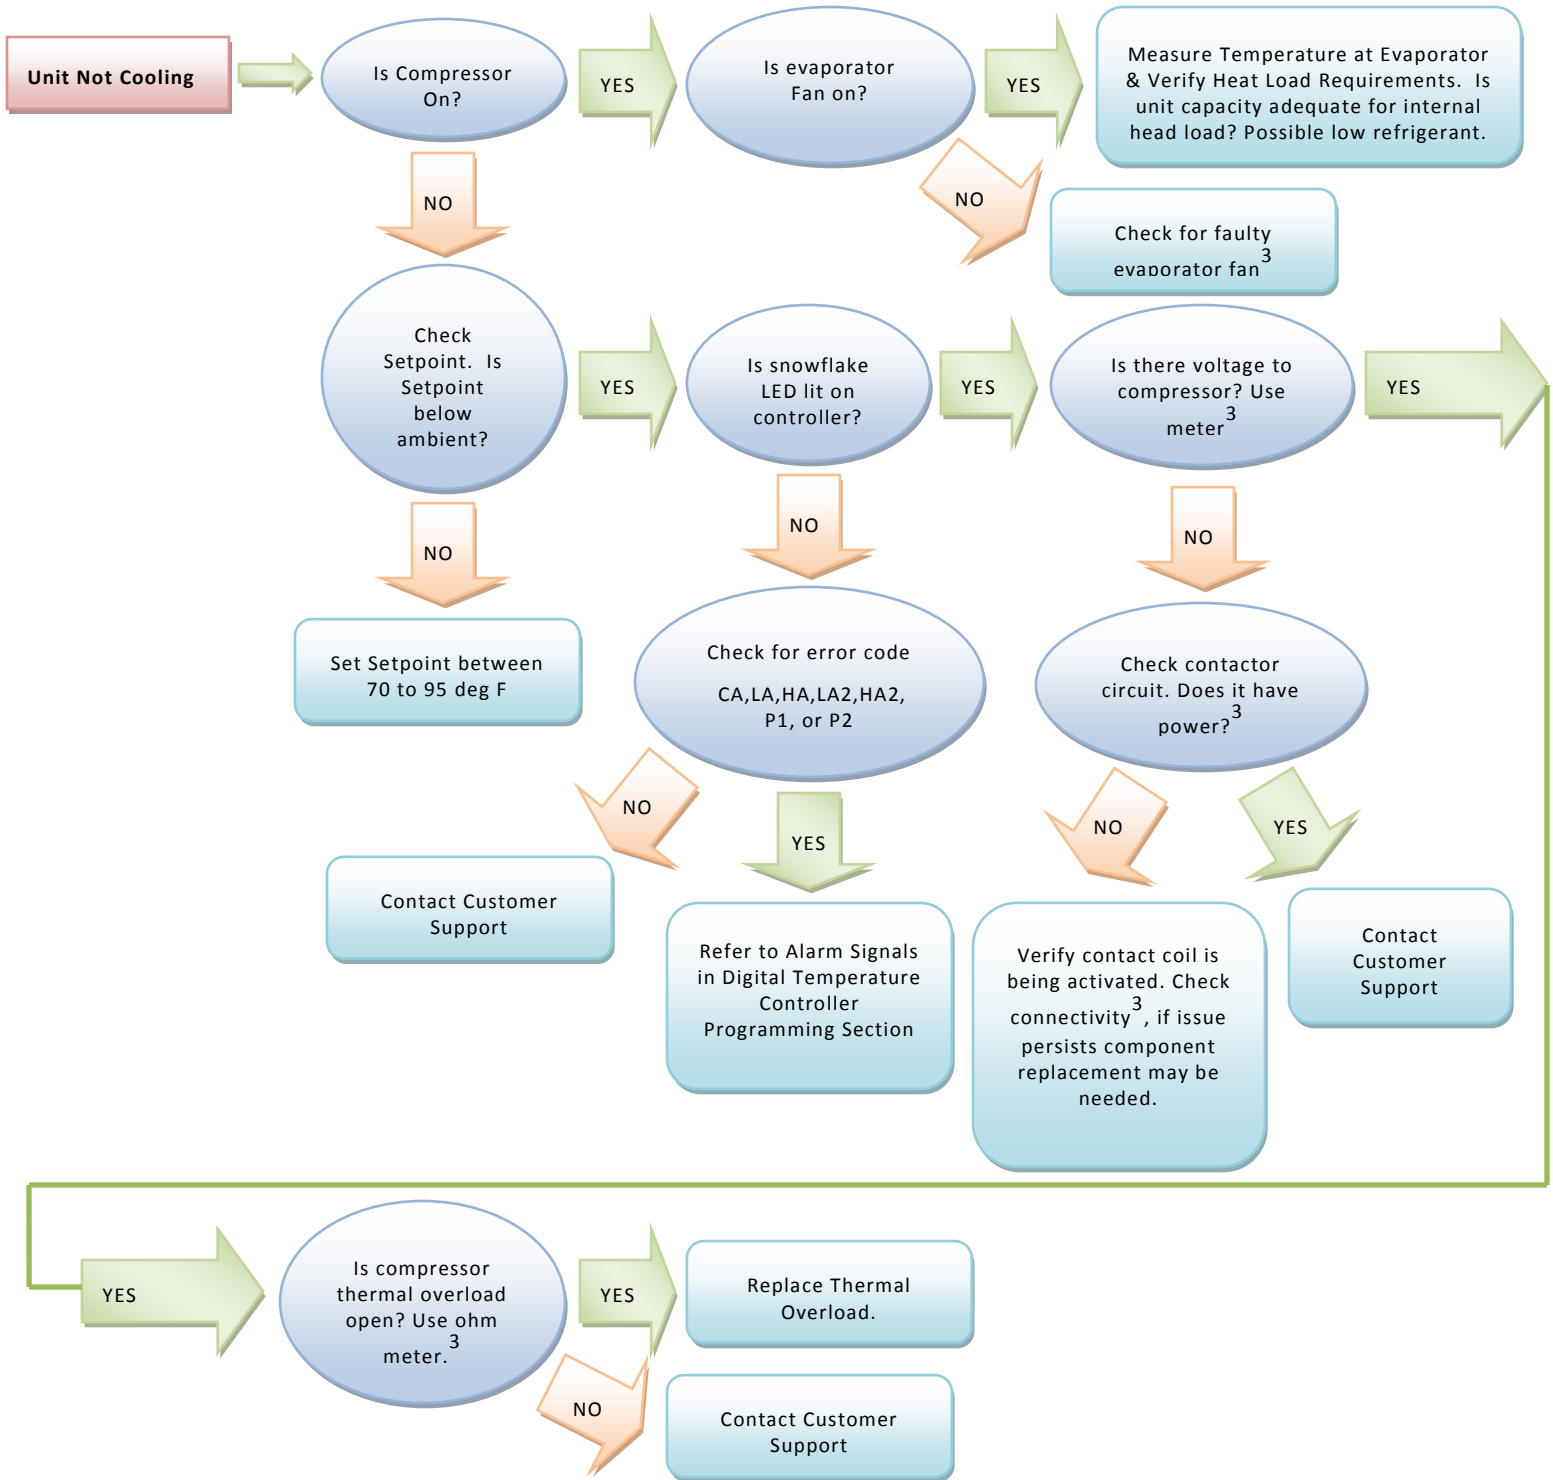 Unit Not Cooling
Is Compressor
On?
YES
Is evaporator
Fan on?
YES
Measure Temperature at Evaporator
& Verify Heat Load Requirements. Is
unit capacity adequate for internal
head load? Possible low refrigerant.
NO
NO
Check for faulty
evaporator fan3
Check
Setpoint. Is
Setpoint
below
ambient?
YES
Is snowflake
LED lit on
controller?
YES
Is there voltage to
compressor? Use
meter3
YES
NO
NO
NO
Set Setpoint between
70 to 95 deg F
Check for error code
CA,LA,HA,LA2,HA2,
P1, or P2
Check contactor
circuit. Does it have
power?3
NO
YES
NO
YES
Contact Customer
Support
Refer to Alarm Signals
in Digital Temperature
Controller
Programming Section
Verify contact coil is
being activated. Check
connectivity3, if issue
persists component
replacement may be
needed.
Contact
Customer
Support
YES
Is compressor
thermal overload
open? Use ohm
meter.3
YES
Replace Thermal
Overload.
NO
Contact Customer
Support